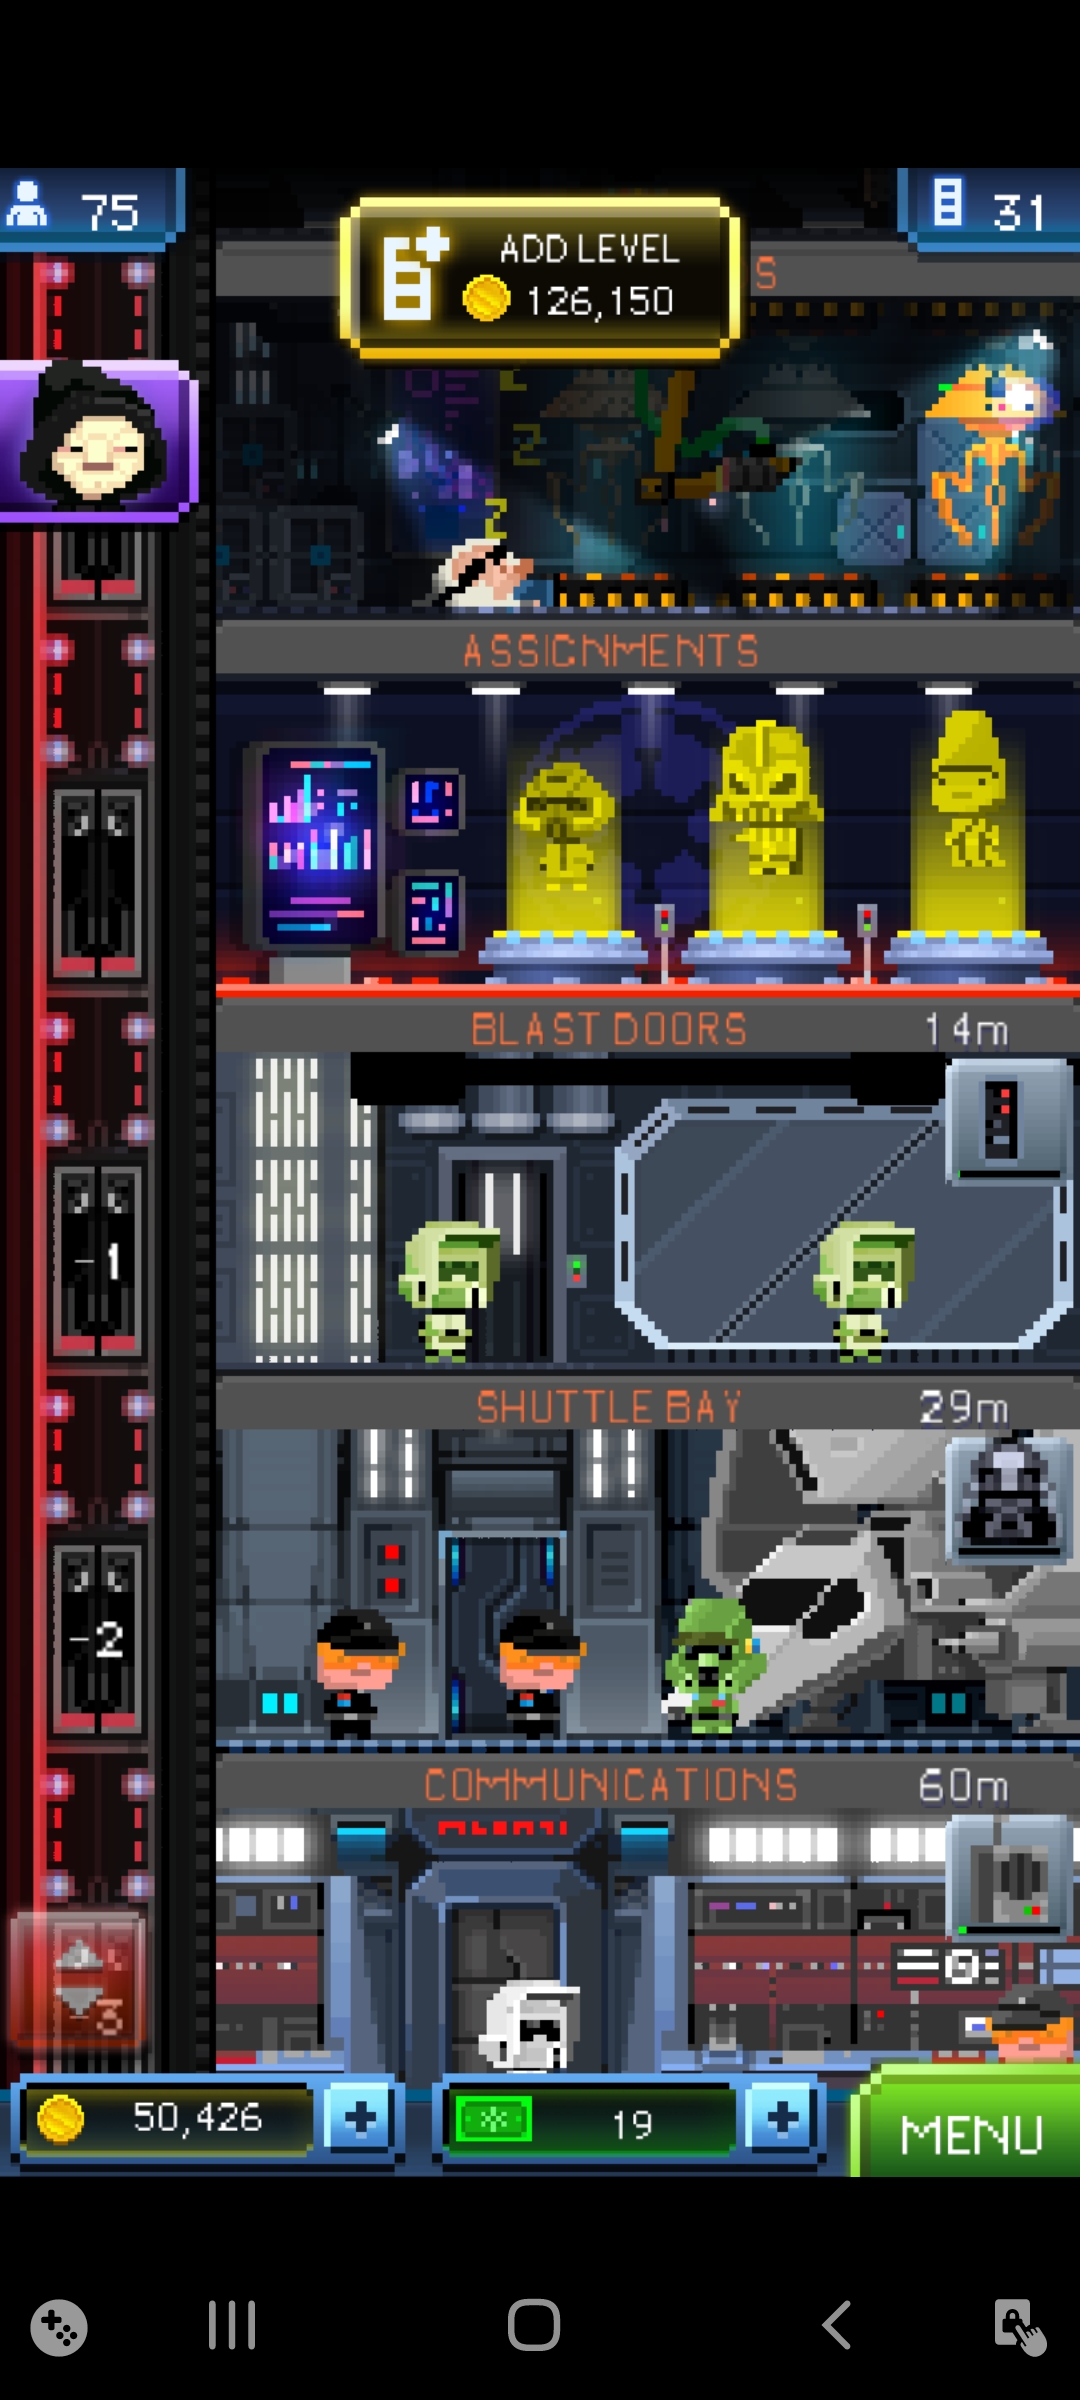 75
ADD LEVEL
126,150
31
S
Z
Z
Z
ASSIGNMENTS
BLAST DOORS
14m
-1
SHUTTLE BAY
29m
-2
COMMUNICATIONS
60m
-3
50,426
19
MENU